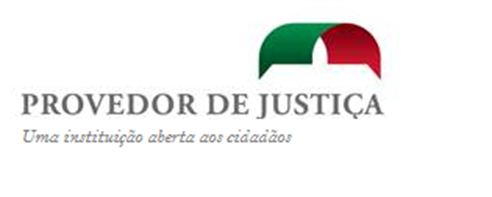 PROVEDOR DE JUSTIÇA
Uma instituição aberta aos cidadãos